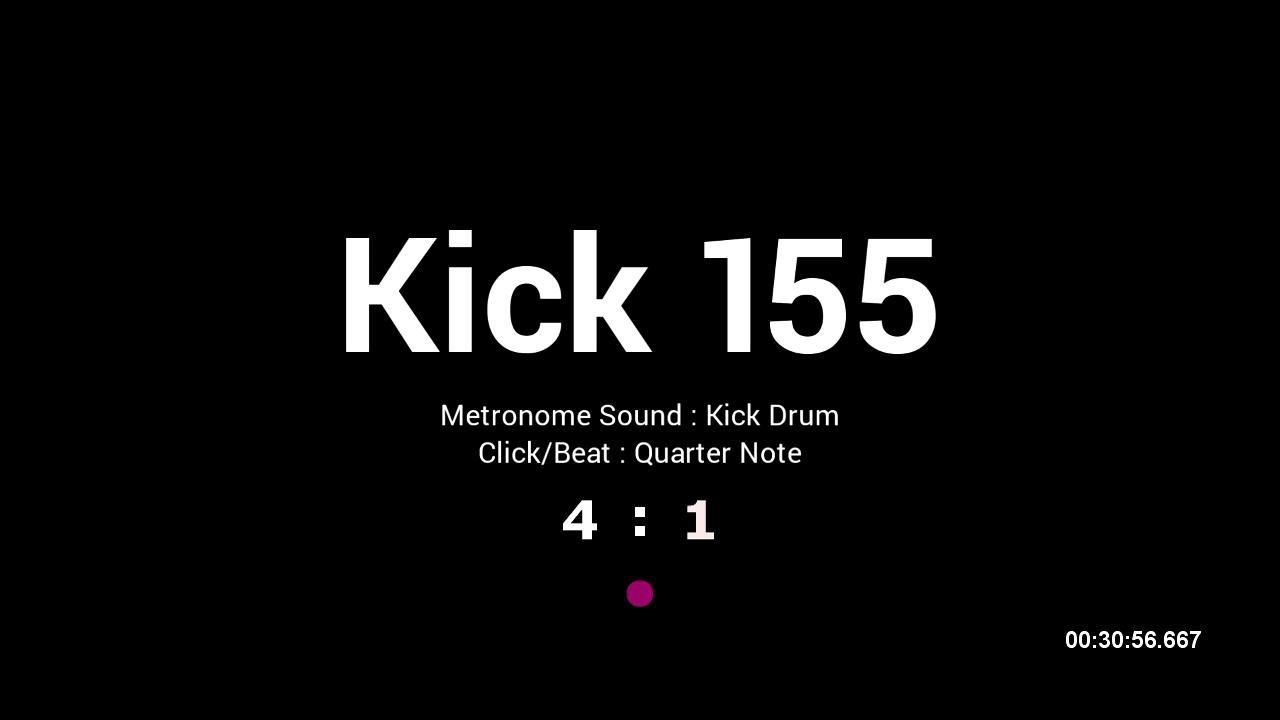 Kick 155
Metronome Sound : Kick Drum
Click/Beat : Quarter Note
4 : 1
00:30:56.667